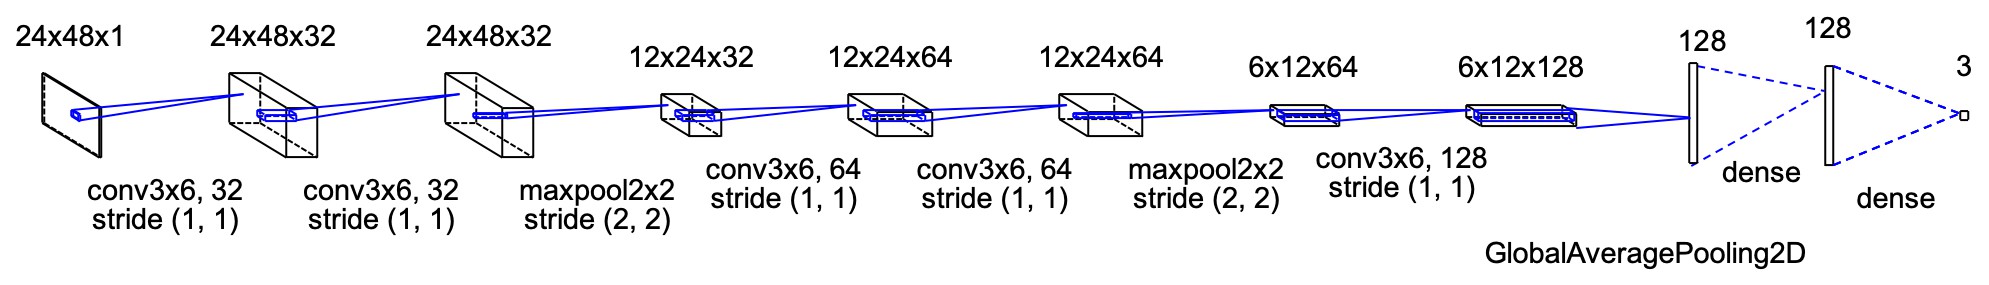 24x48x1
24x48x32
24x48x32
12x24x32
12x24x64
12x24x64
6x12x64
6x12x128
128
128
3
conv3x6, 32
stride (1, 1)
conv3x6, 32
stride (1, 1)
maxpool2x2
stride (2, 2)
conv3x6, 64
stride (1, 1)
conv3x6, 64
stride (1, 1)
maxpool2x2
stride (2, 2)
conv3x6, 128
stride (1, 1)
GlobalAveragePooling2D
dense
dense